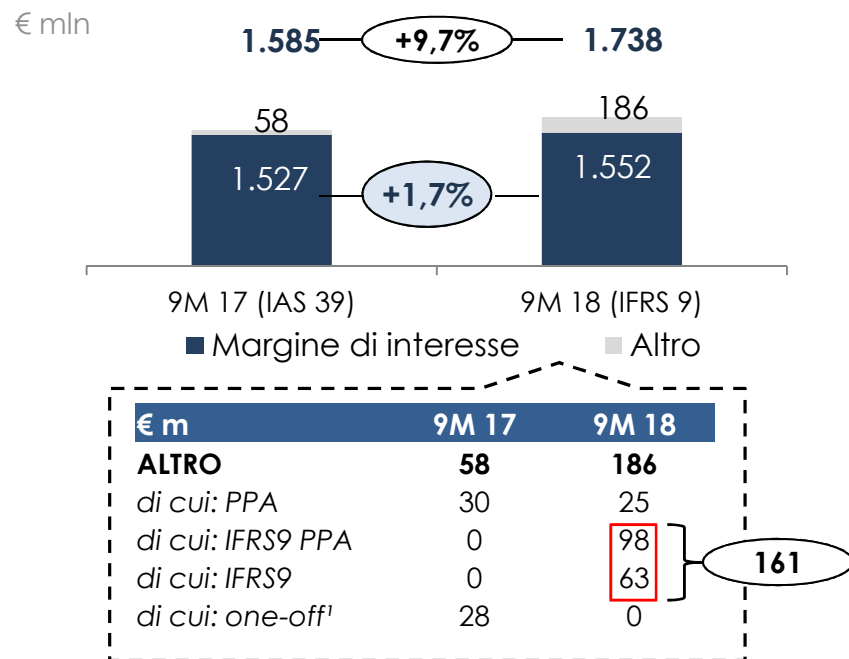 € mln
1.585 +9,7% 1.738
58 186
1.527 +1,7% 1.552
9M 17 (IAS 39) 9M 18 (IFRS 9)
Margine di interesse Altro
€ m 9M 17 9M 18
ALTRO 58 186
di cui: PPA 30 25
di cui: IFRS9 PPA 0 98
di cui: IFRS9 0 63
161
di cui: one-off¹ 28 0